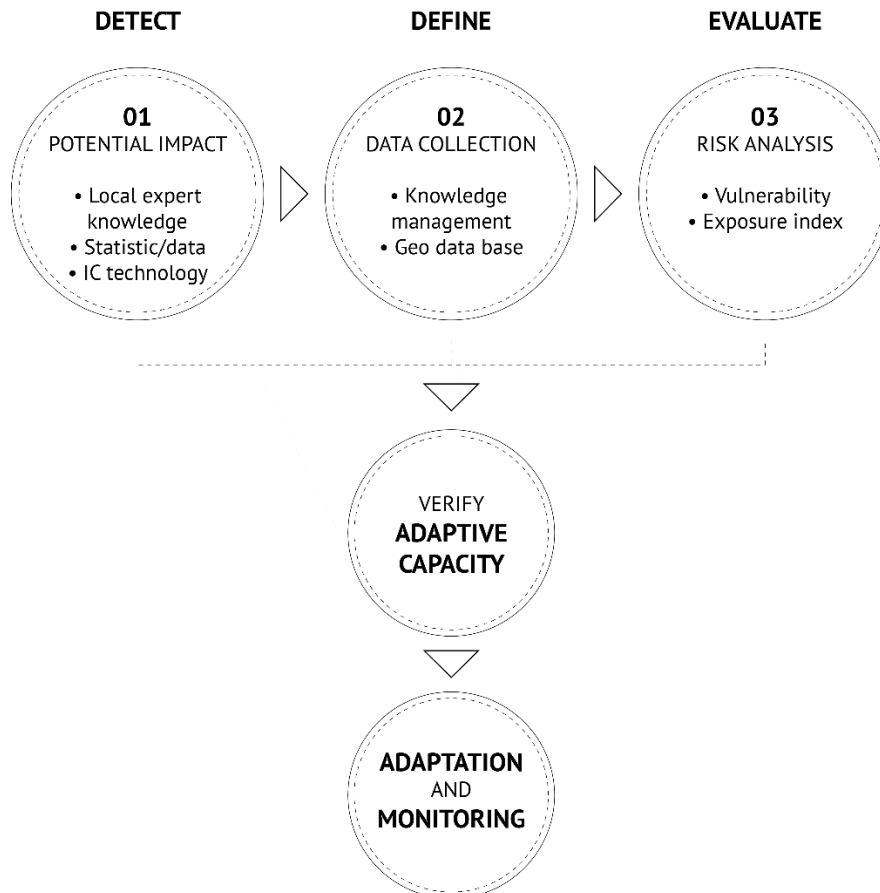 DETECT
DEFINE
EVALUATE
01
POTENTIAL IMPACT
• Local expert
knowledge
• Statistic/data
• IC technology
02
DATA COLLECTION
• Knowledge
management
• Geo data base
03
RISK ANALYSIS
• Vulnerability
• Exposure index
VERIFY
ADAPTIVE
CAPACITY
ADAPTATION
AND
MONITORING